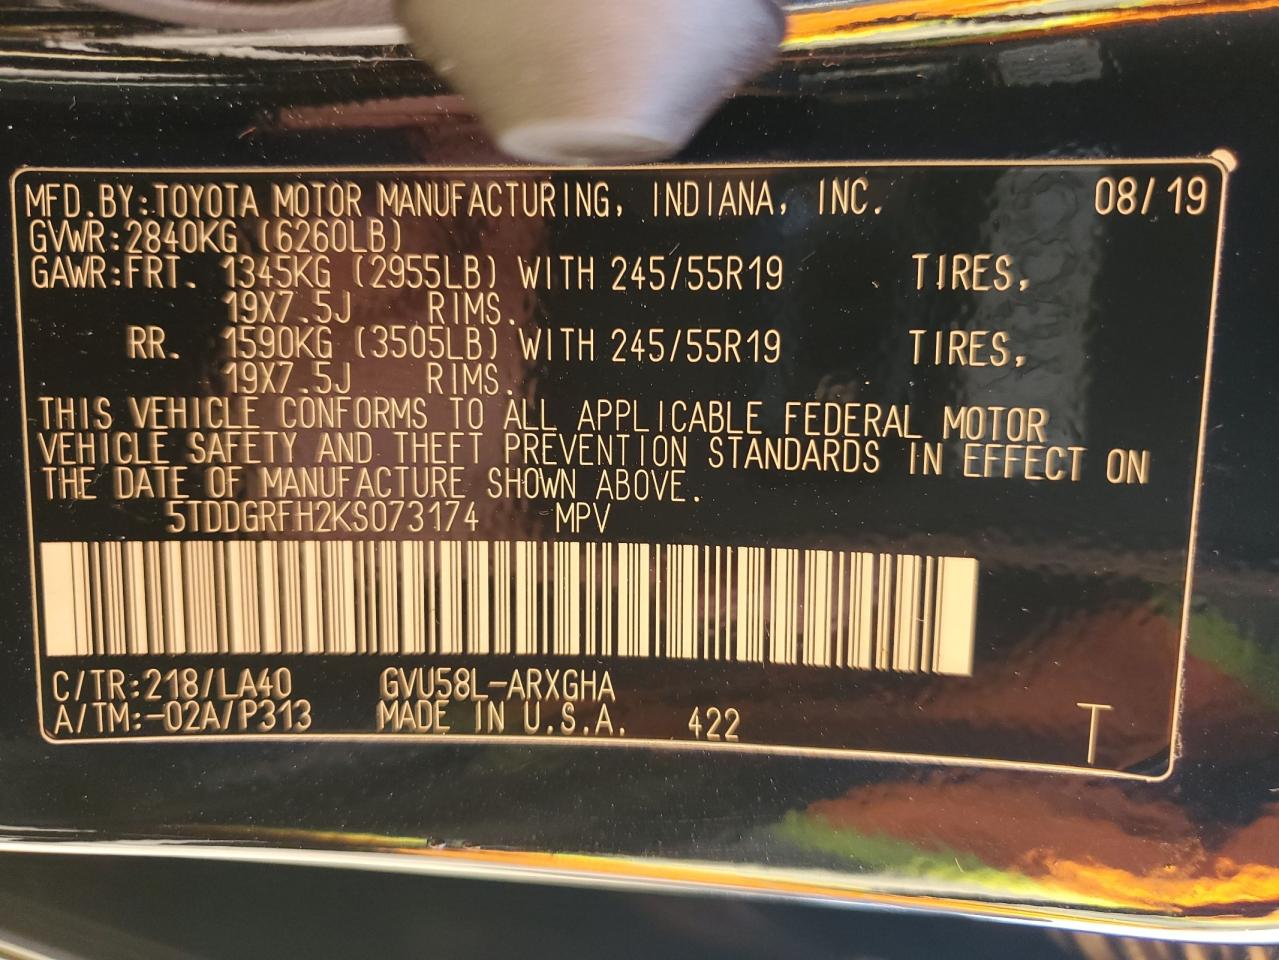 MFD.BY:TOYOTA MOTOR MANUFACTURING, INDIANA, INC. 08/19
GVWR:2840KG (6260LB)
GAWR:FRT. 1345KG (2955LB) WITH 245/55R19 TIRES,
19X7.5J RIMS.
RR. 1590KG (3505LB) WITH 245/55R19 TIRES,
19X7.5J RIMS.
THIS VEHICLE CONFORMS TO ALL APPLICABLE FEDERAL MOTOR
VEHICLE SAFETY AND THEFT PREVENTION STANDARDS IN EFFECT ON
THE DATE OF MANUFACTURE SHOWN ABOVE.
5TDDGRFH2KS073174 MPV
C/TR:218/LA40 GVU58L-ARXGHA
A/TM:-02A/P313 MADE IN U.S.A. 422 T